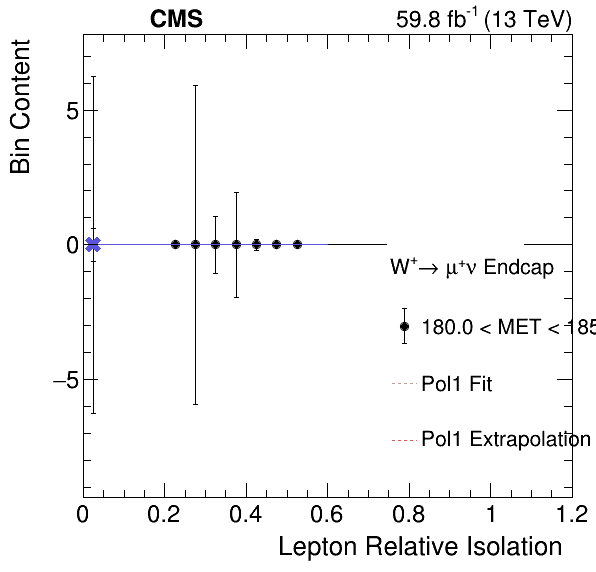 CMS
59.8 fb⁻¹ (13 TeV)
Bin Content
5
0
−5
W⁺→ μ⁺ν Endcap
180.0 < MET < 185
Pol1 Fit
Pol1 Extrapolation
0 0.2 0.4 0.6 0.8 1 1.2
Lepton Relative Isolation